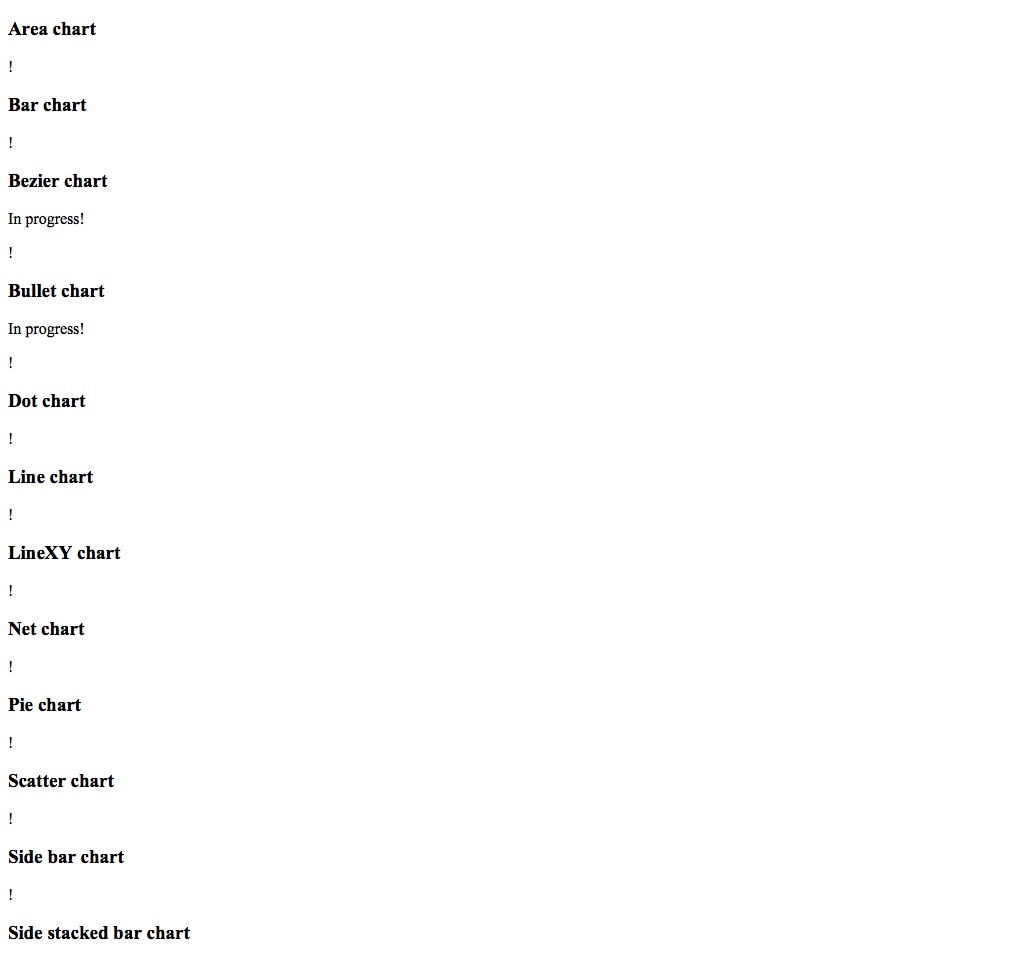 Area chart
!
Bar chart
!
Bezier chart
In progress!
!
Bullet chart
In progress!
!
Dot chart
!
Line chart
!
LineXY chart
!
Net chart
!
Pie chart
!
Scatter chart
!
Side bar chart
!
Side stacked bar chart